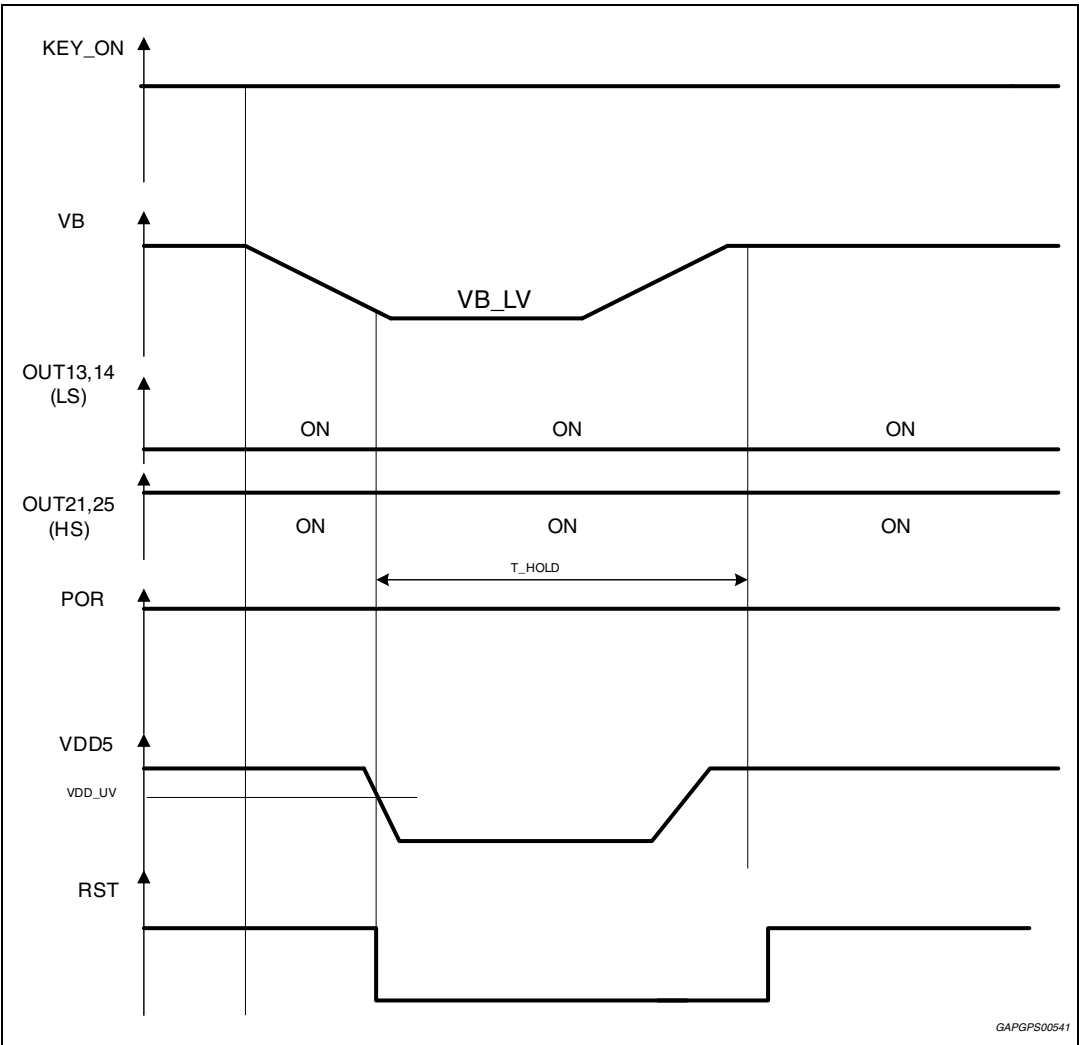 KEY_ON
VB
VB_LV
OUT13,14
(LS)
ON ON ON
OUT21,25
(HS)
ON ON ON
T_HOLD
POR
VDD5
VDD_UV
RST
GAPGPS00541